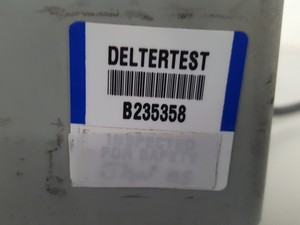 DELTERTEST
B235358
INSPECTED
FOR SAFETY